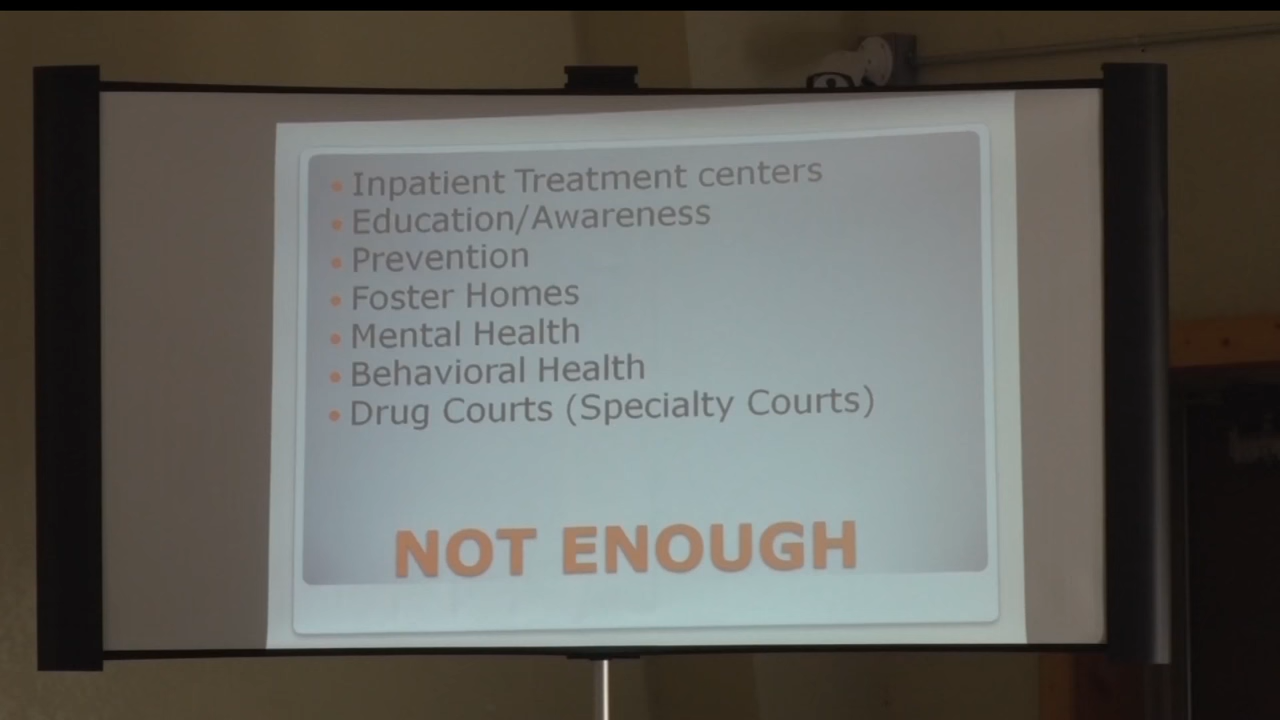 • Inpatient Treatment centers
• Education/Awareness
• Prevention
• Foster Homes
• Mental Health
• Behavioral Health
• Drug Courts (Specialty Courts)
NOT ENOUGH